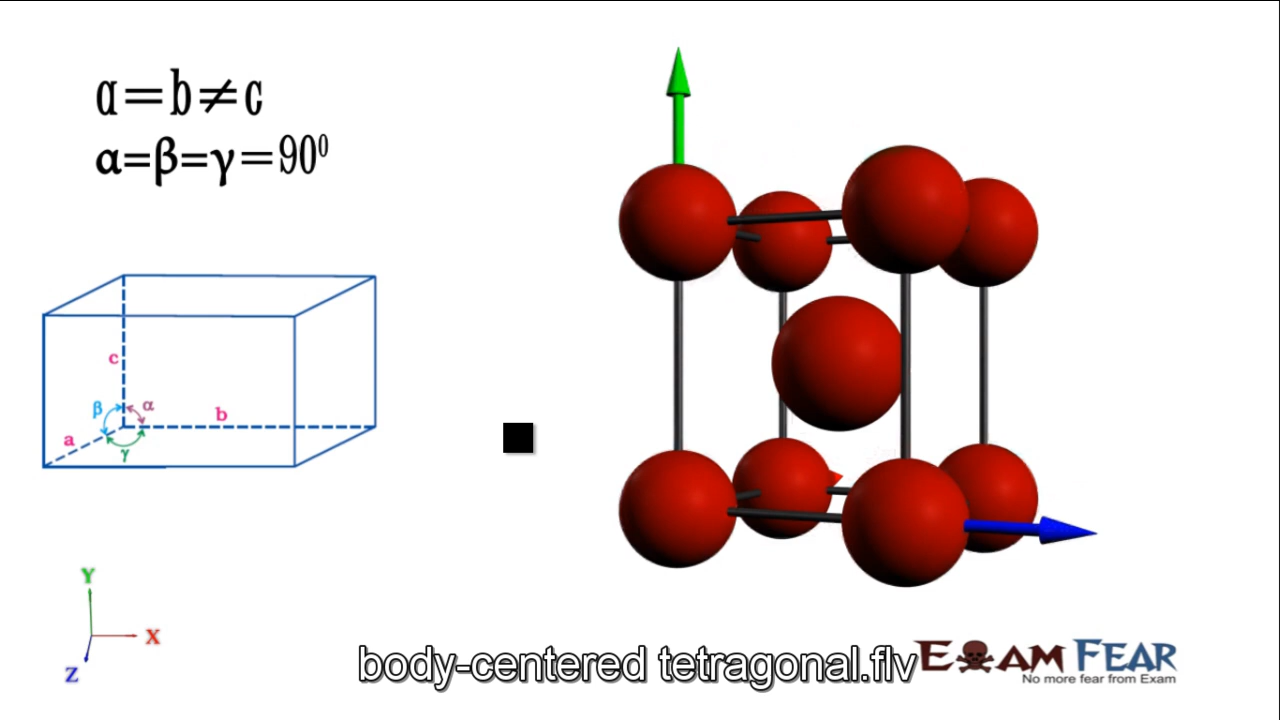 a=b≠c
α=β=γ=90⁰
c
β
α
b
a
γ
Y
X
Z
body-centered tetragonal.flv
EXAM FEAR
No more fear from Exam